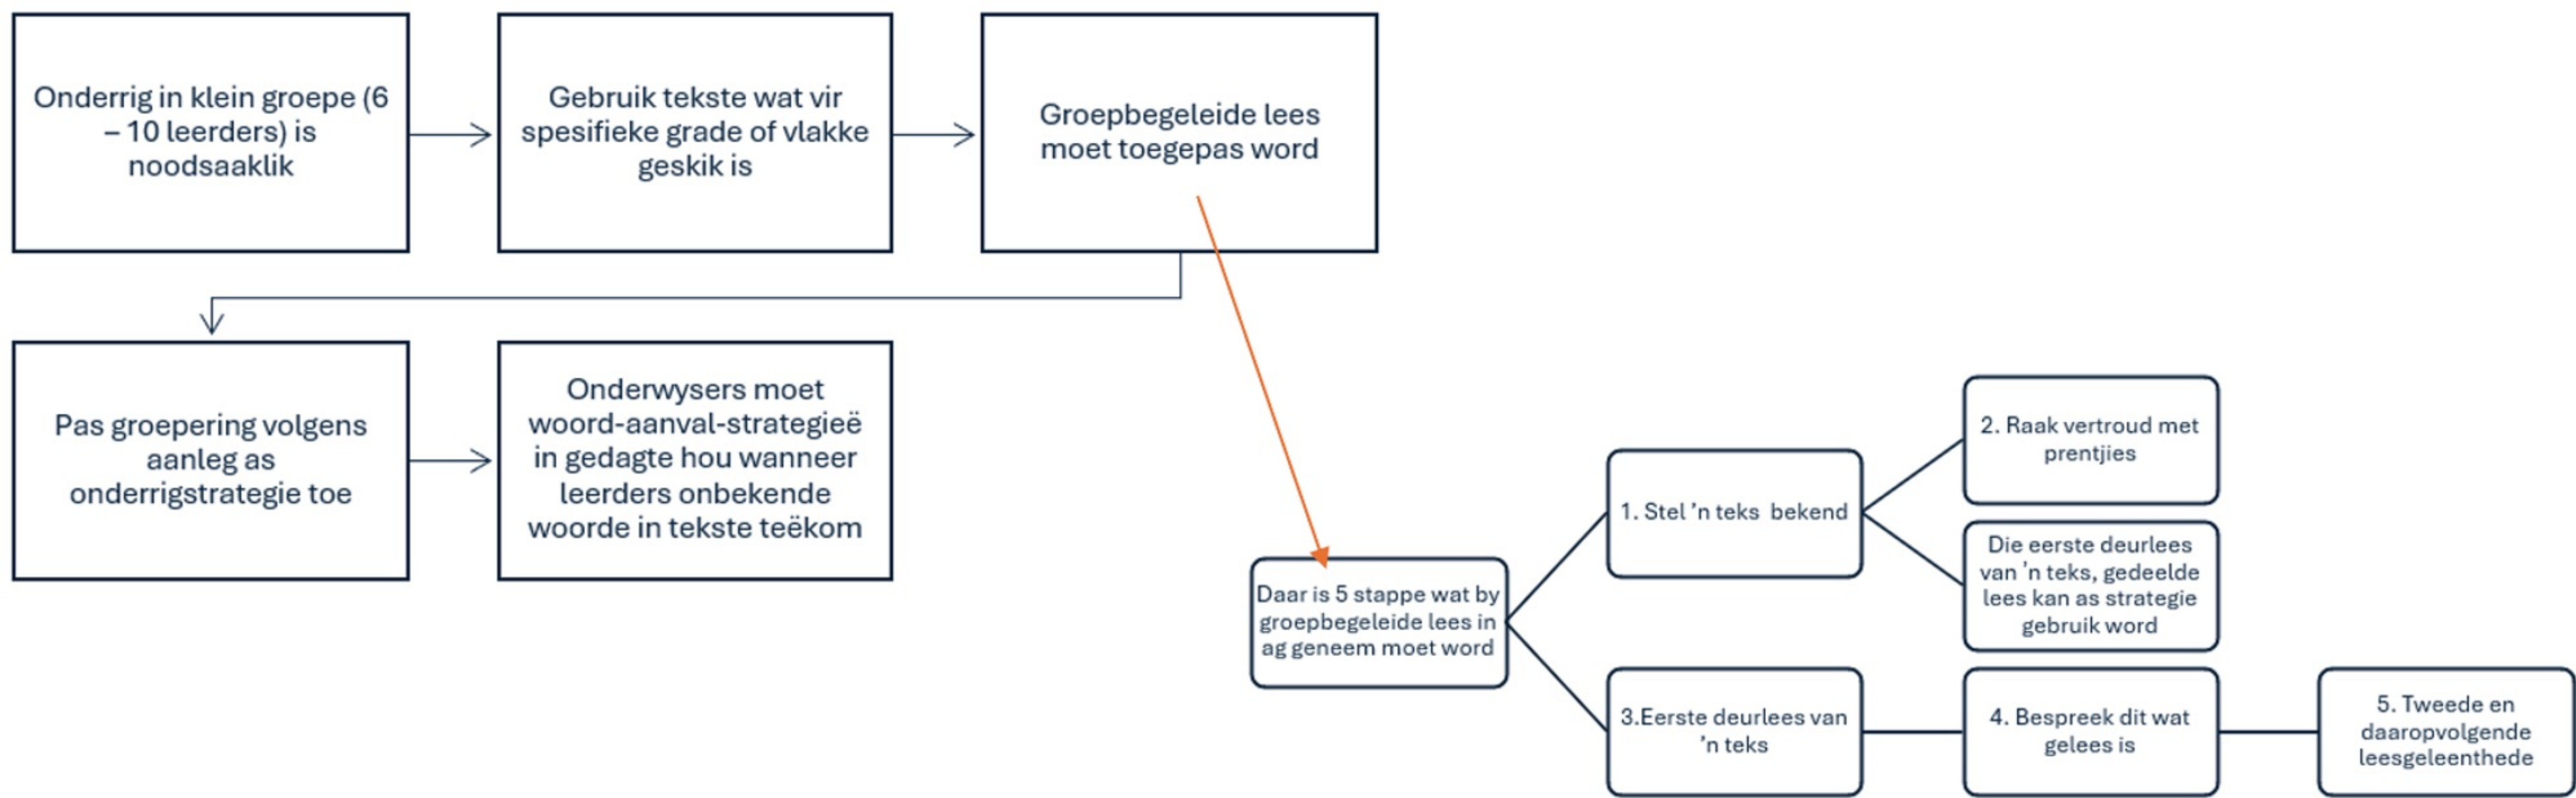 Onderrig in klein groepe (6
– 10 leerders) is
noodsaaklik
Gebruik tekste wat vir
spesifieke grade of vlakke
geskik is
Groepbegeleide lees
moet toegepas word
Pas groepering volgens
aanleg as
onderrigstrategie toe
Onderwysers moet
woord-aanval-strategieë
in gedagte hou wanneer
leerders onbekende
woorde in tekste teëkom
Daar is 5 stappe wat by
groepbegeleide lees in
ag geneem moet word
1. Stel ’n teks  bekend
2. Raak vertroud met
prentjies
Die eerste deurlees
van ’n teks, gedeelde
lees kan as strategie
gebruik word
3.Eerste deurlees van
’n teks
4. Bespreek dit wat
gelees is
5. Tweede en
daaropvolgende
leesgeleenthede